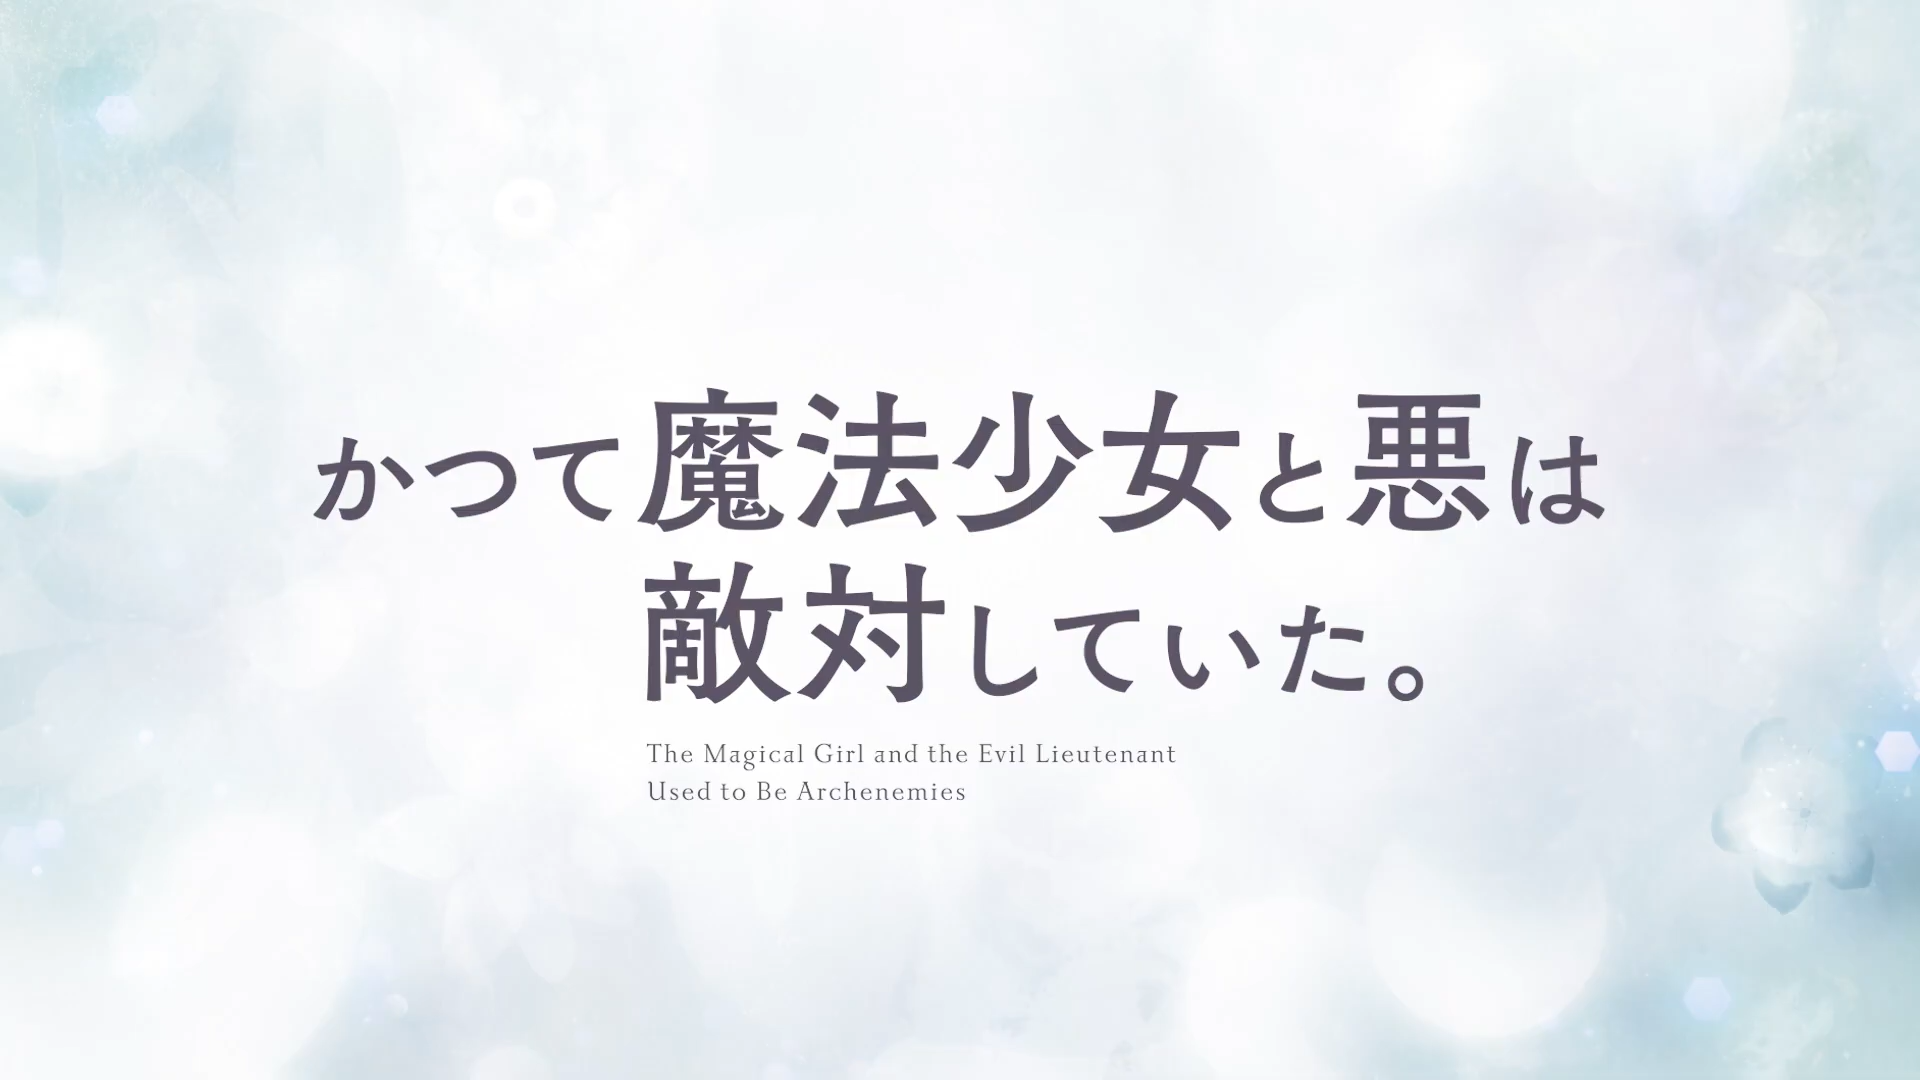 かつて魔法少女と悪は
敵対していた。
The Magical Girl and the Evil Lieutenant
Used to Be Archenemies